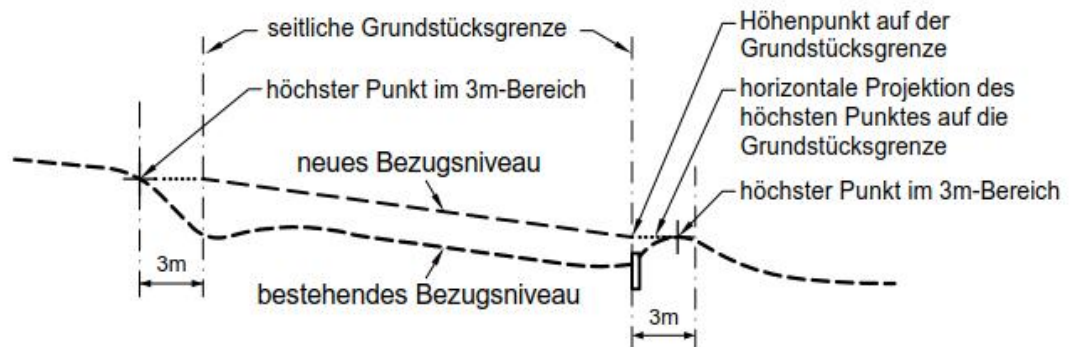 seitliche Grundstücksgrenze
höchster Punkt im 3m-Bereich
neues Bezugsniveau
bestehendes Bezugsniveau
3m
Höhenpunkt auf der
Grundstücksgrenze
horizontale Projektion des
höchsten Punktes auf die
Grundstücksgrenze
höchster Punkt im 3m-Bereich
3m